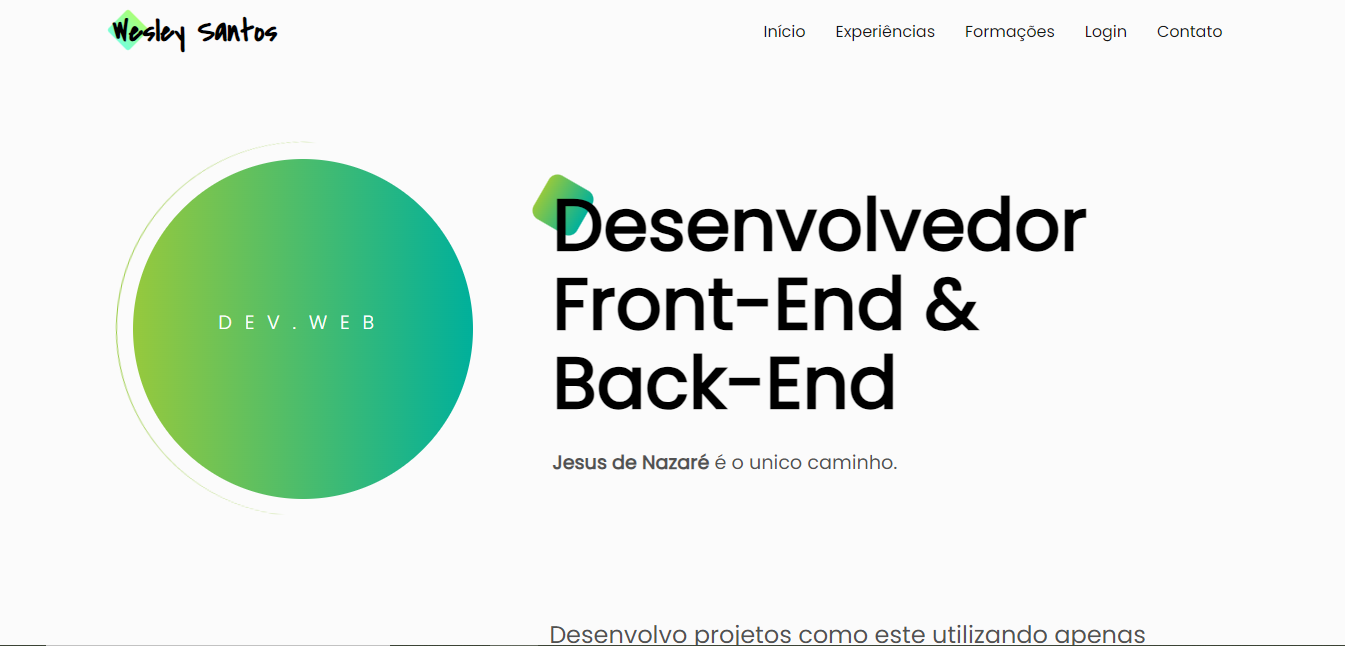 Wesley Santos
Início Experiências Formações Login Contato
DEV.WEB
Desenvolvedor
Front-End &
Back-End
Jesus de Nazaré é o unico caminho.
Desenvolvo projetos como este utilizando apenas